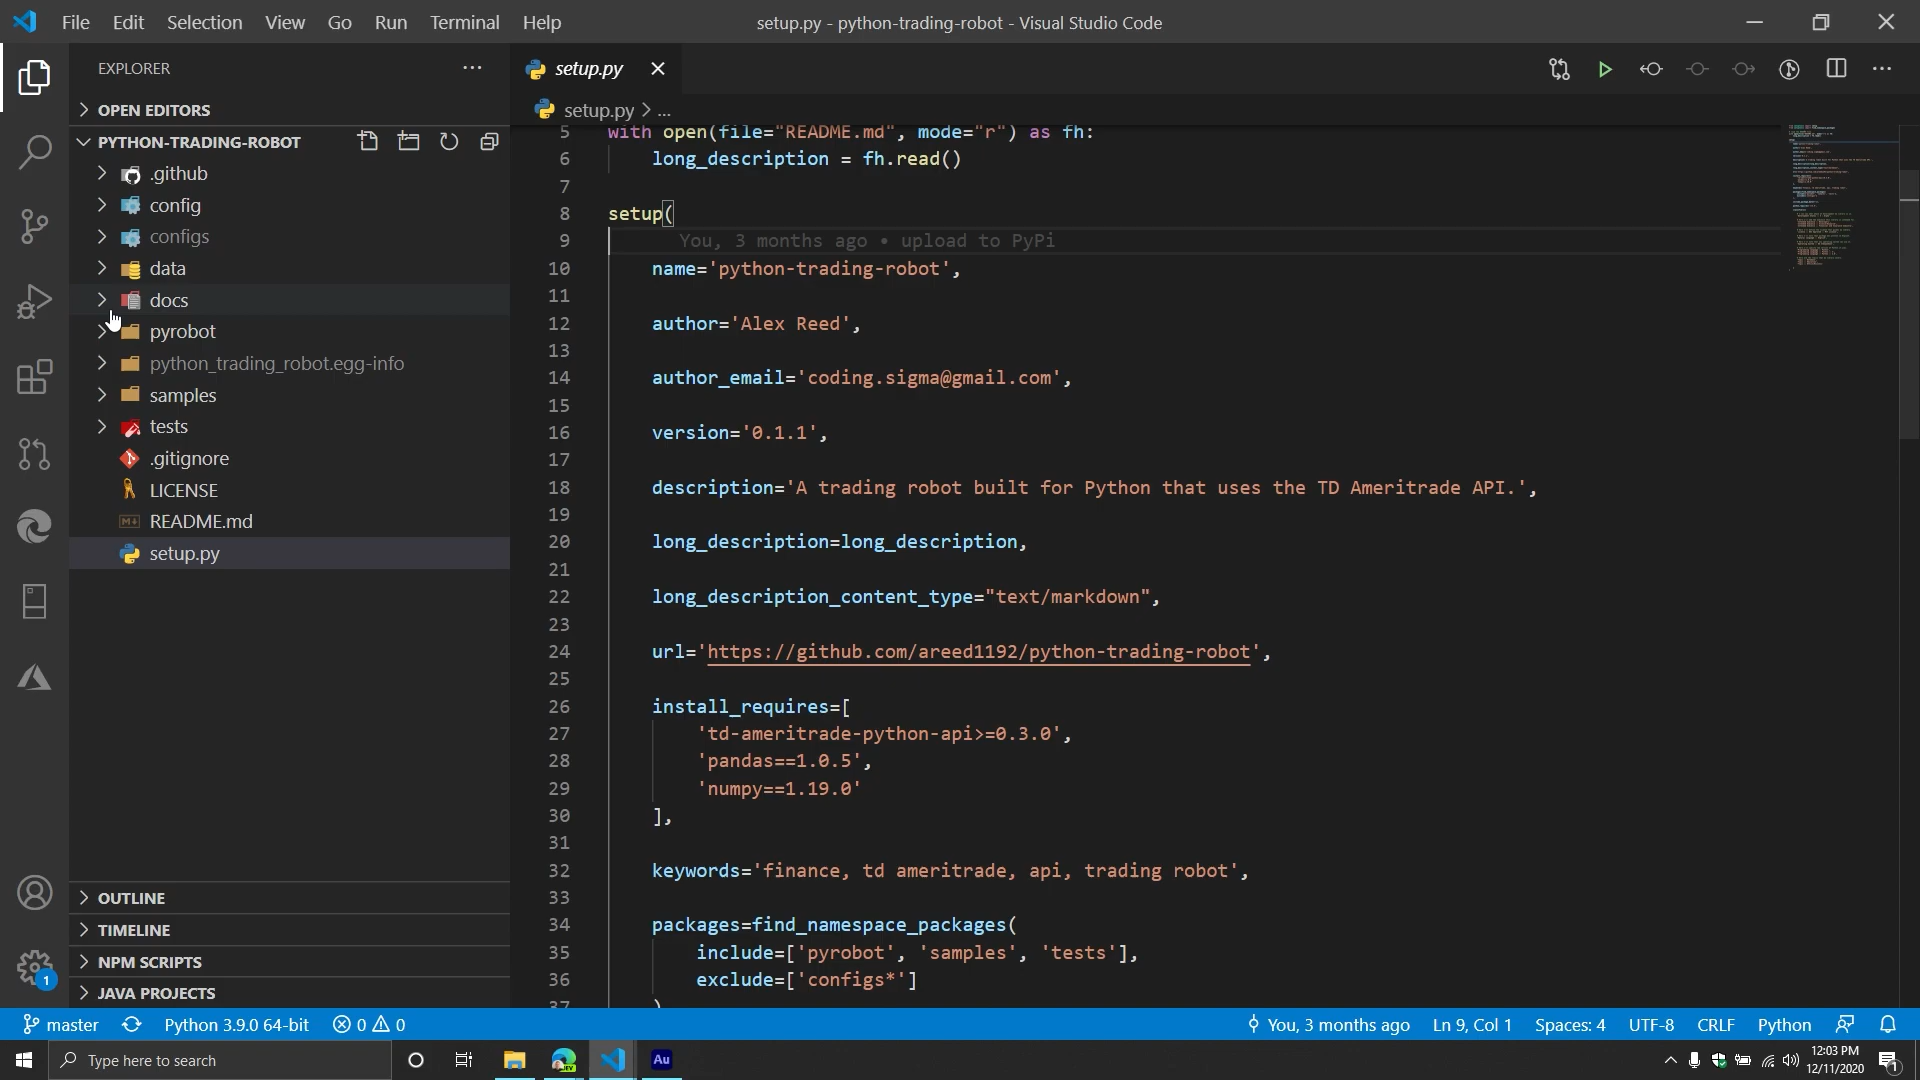 File Edit Selection View Go Run Terminal Help
setup.py - python-trading-robot - Visual Studio Code
EXPLORER
OPEN EDITORS
PYTHON-TRADING-ROBOT
.github
config
configs
data
docs
pyrobot
python_trading_robot.egg-info
samples
tests
.gitignore
LICENSE
README.md
setup.py
OUTLINE
TIMELINE
NPM SCRIPTS
JAVA PROJECTS
1
setup.py
setup.py > ...
5 with open(file="README.md", mode="r") as fh:
6 long_description = fh.read()
7
8 setup(
9 You, 3 months ago • upload to PyPi
10 name='python-trading-robot',
11
12 author='Alex Reed',
13
14 author_email='coding.sigma@gmail.com',
15
16 version='0.1.1',
17
18 description='A trading robot built for Python that uses the TD Ameritrade API.',
19
20 long_description=long_description,
21
22 long_description_content_type="text/markdown",
23
24 url='https://github.com/areed1192/python-trading-robot',
25
26 install_requires=[
27 'td-ameritrade-python-api>=0.3.0',
28 'pandas==1.0.5',
29 'numpy==1.19.0'
30 ],
31
32 keywords='finance, td ameritrade, api, trading robot',
33
34 packages=find_namespace_packages(
35 include=['pyrobot', 'samples', 'tests'],
36 exclude=['configs*']
37 )
master Python 3.9.0 64-bit 0 0 You, 3 months ago Ln 9, Col 1 Spaces: 4 UTF-8 CRLF Python
Type here to search
DEV
Au
12:03 PM
12/11/2020
1